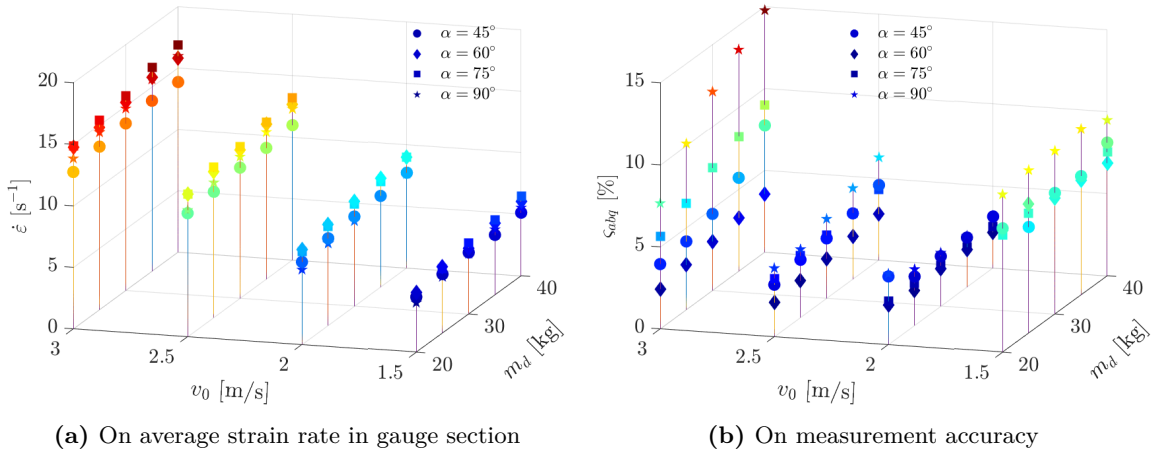 α = 45°
α = 60°
α = 75°
α = 90°
20
15
10
5
0
ε̇ [s⁻¹]
3
2.5
2
1.5
v₀ [m/s]
20
30
40
m_d [kg]
(a) On average strain rate in gauge section
α = 45°
α = 60°
α = 75°
α = 90°
15
10
5
0
ς_abq [%]
3
2.5
2
1.5
v₀ [m/s]
20
30
40
m_d [kg]
(b) On measurement accuracy